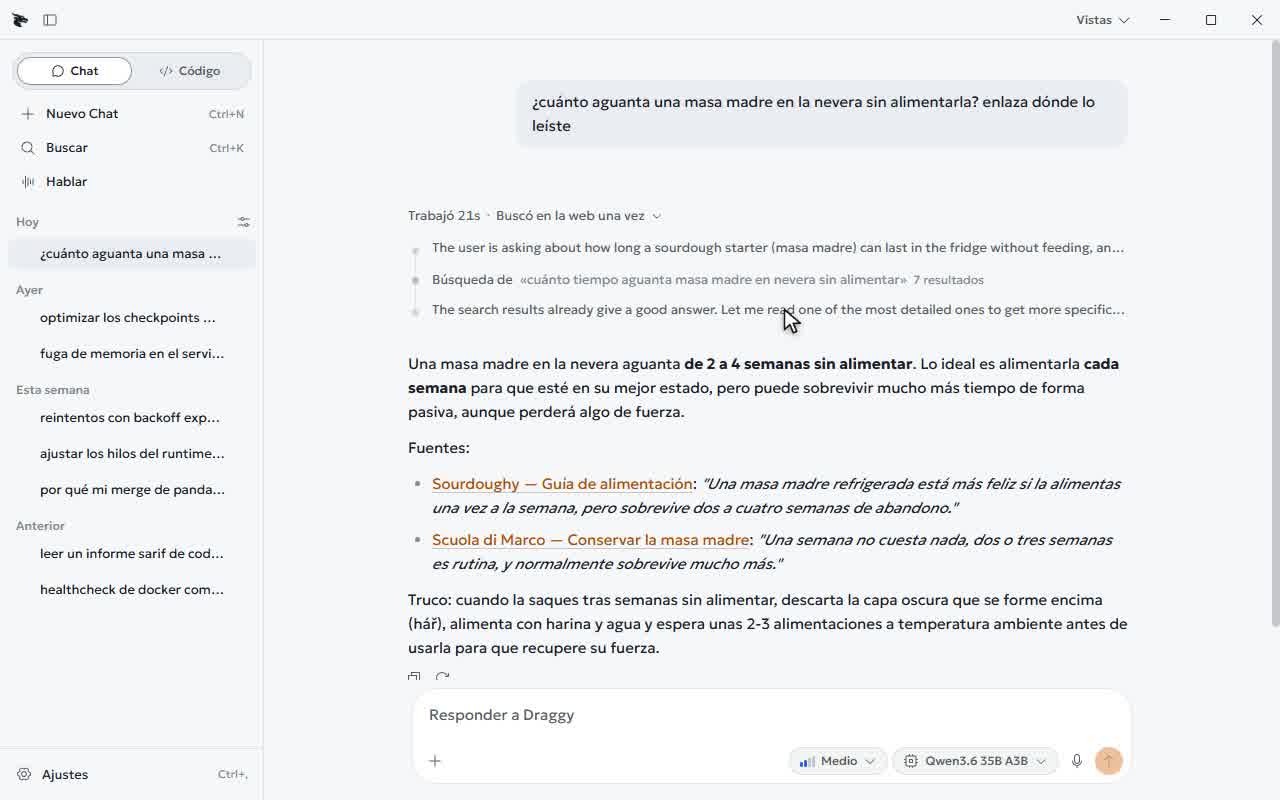 Vistas
Chat
Código
Nuevo Chat Ctrl+N
Buscar Ctrl+K
Hablar
Hoy
¿cuánto aguanta una masa ...
Ayer
optimizar los checkpoints ...
fuga de memoria en el servi...
Esta semana
reintentos con backoff exp...
ajustar los hilos del runtime...
por qué mi merge de panda...
Anterior
leer un informe sarif de cod...
healthcheck de docker com...
Ajustes Ctrl+,
¿cuánto aguanta una masa madre en la nevera sin alimentarla? enlaza dónde lo
leíste
Trabajó 21s · Buscó en la web una vez
The user is asking about how long a sourdough starter (masa madre) can last in the fridge without feeding, an...
Búsqueda de «cuánto tiempo aguanta masa madre en nevera sin alimentar» 7 resultados
The search results already give a good answer. Let me read one of the most detailed ones to get more specific...
Una masa madre en la nevera aguanta de 2 a 4 semanas sin alimentar. Lo ideal es alimentarla cada
semana para que esté en su mejor estado, pero puede sobrevivir mucho más tiempo de forma
pasiva, aunque perderá algo de fuerza.
Fuentes:
• Sourdoughy — Guía de alimentación: "Una masa madre refrigerada está más feliz si la alimentas
una vez a la semana, pero sobrevive dos a cuatro semanas de abandono."
• Scuola di Marco — Conservar la masa madre: "Una semana no cuesta nada, dos o tres semanas
es rutina, y normalmente sobrevive mucho más."
Truco: cuando la saques tras semanas sin alimentar, descarta la capa oscura que se forme encima
(hář), alimenta con harina y agua y espera unas 2-3 alimentaciones a temperatura ambiente antes de
usarla para que recupere su fuerza.
Responder a Draggy
Medio
Qwen3.6 35B A3B